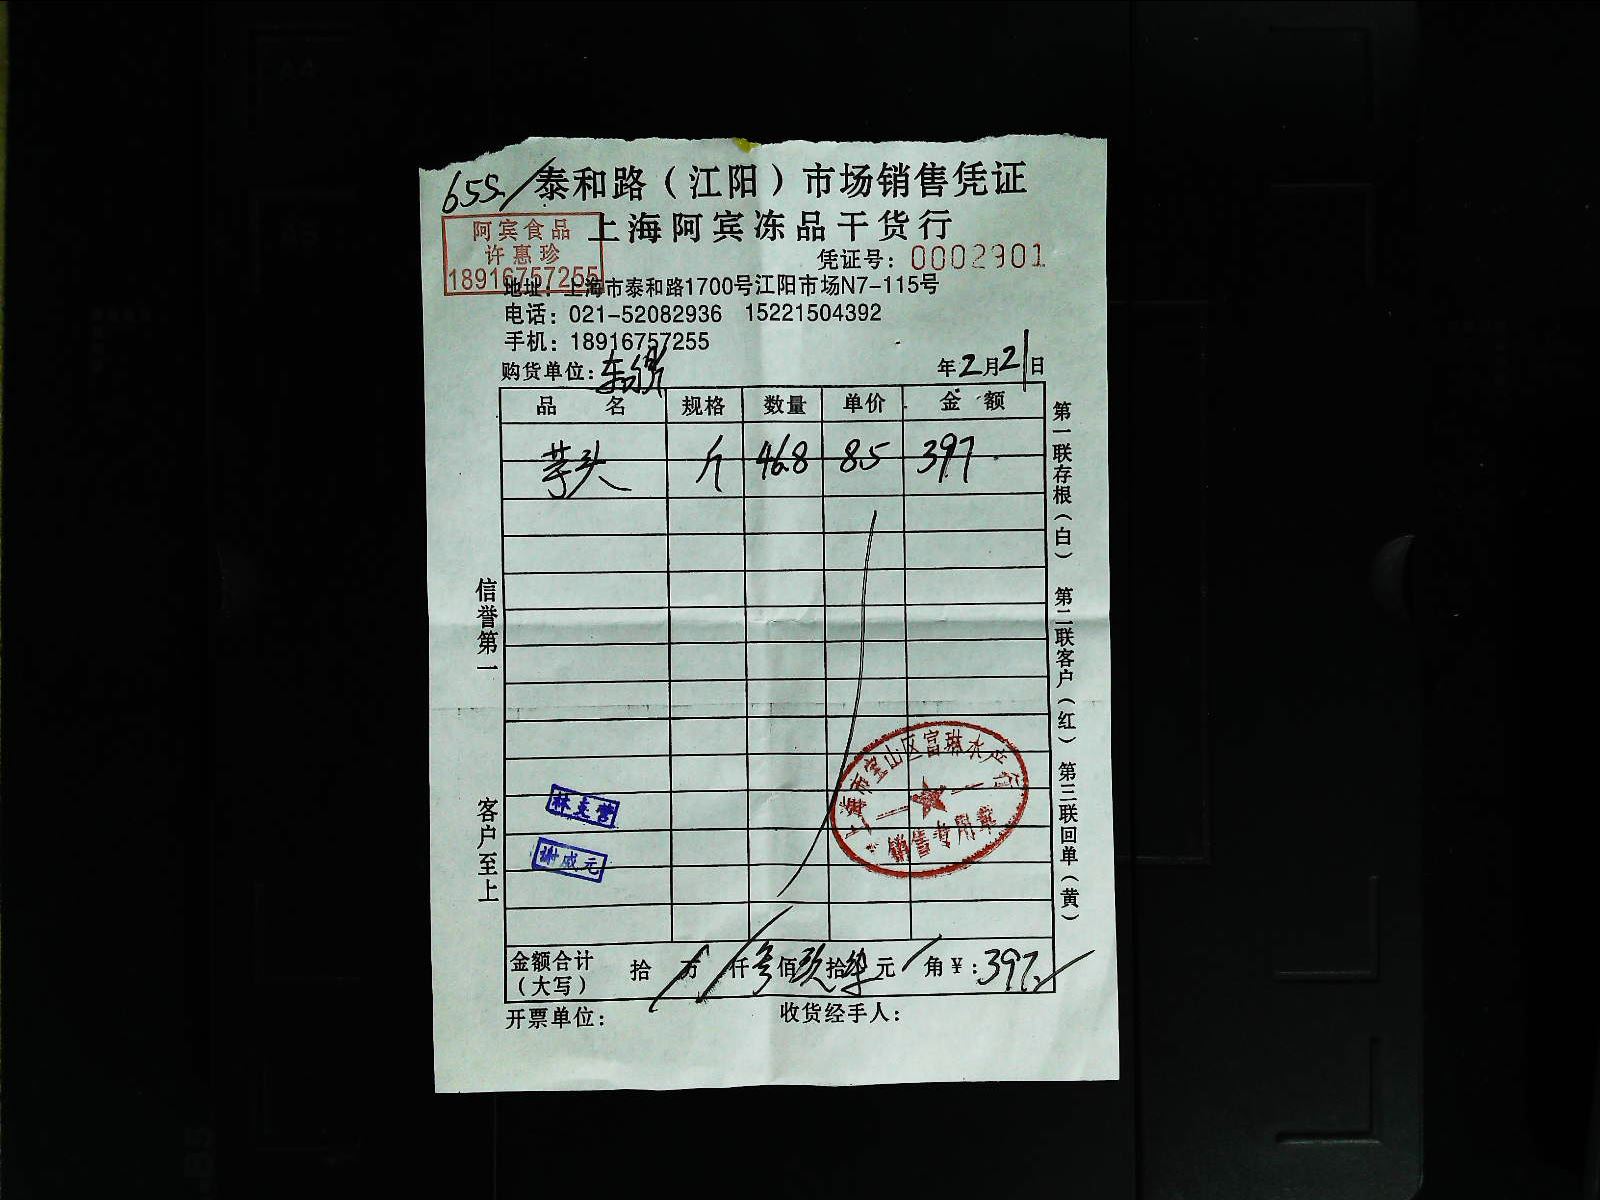 655
泰和路（江阳）市场销售凭证
上海阿宾冻品干货行
阿宾食品
许惠珍
18916757255
凭证号：0002901
地址：上海市泰和路1700号江阳市场N7-115号
电话：021-52082936 15221504392
手机：18916757255
购货单位： 年2月21日
品名 规格 数量 单价 金额
芋头 斤 46.8 8.5 397
第一联存根（白） 第二联客户（红） 第三联回单（黄）
信誉第一 客户至上
上海市宝山区富琳水产行
销售专用章
林主管
谢成元
金额合计（大写） 拾 万 仟 叁佰 玖拾 柒元 角 ¥：397
开票单位： 收货经手人：